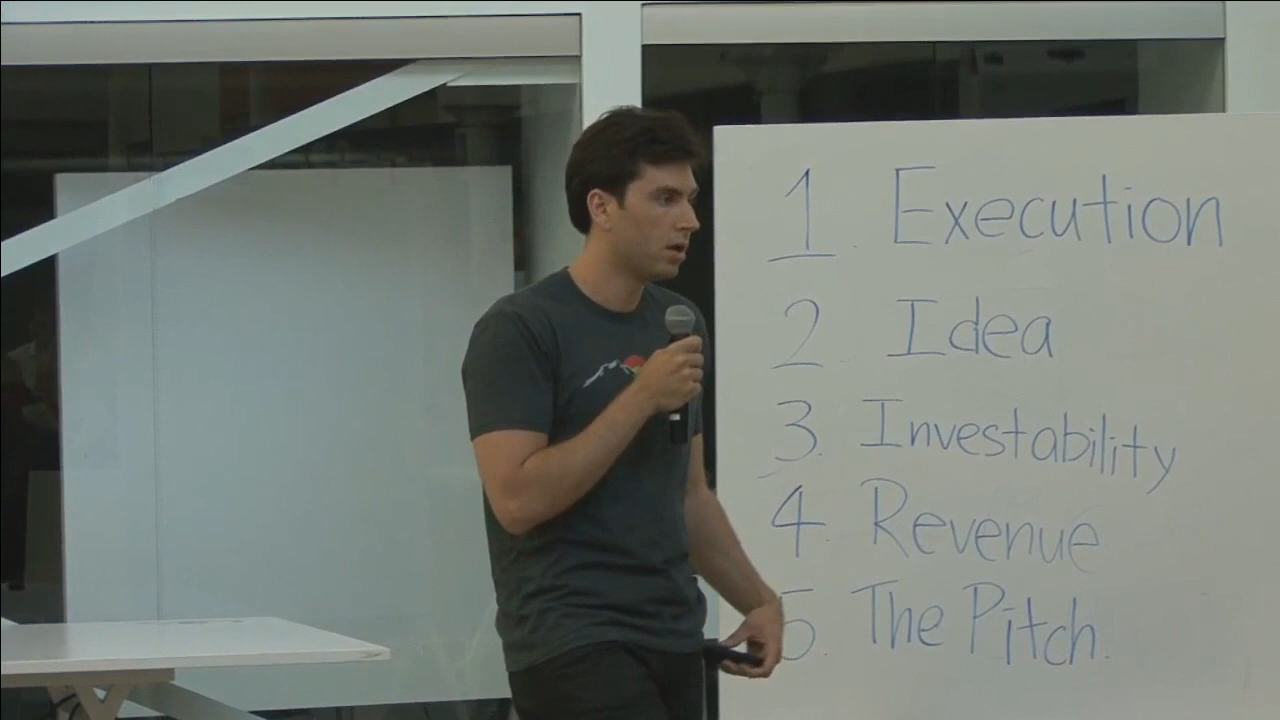 1. Execution
2. Idea
3. Investability
4. Revenue
5. The Pitch.